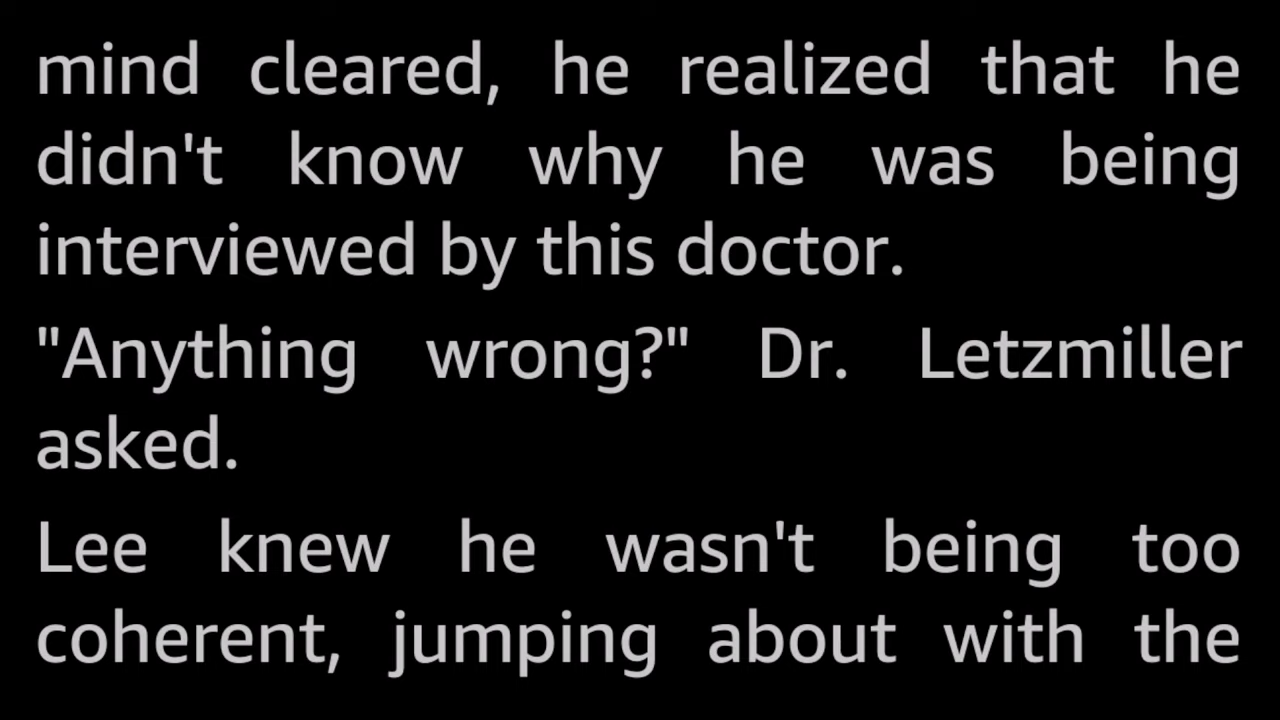 mind cleared, he realized that he
didn't know why he was being
interviewed by this doctor.
"Anything wrong?" Dr. Letzmiller
asked.
Lee knew he wasn't being too
coherent, jumping about with the